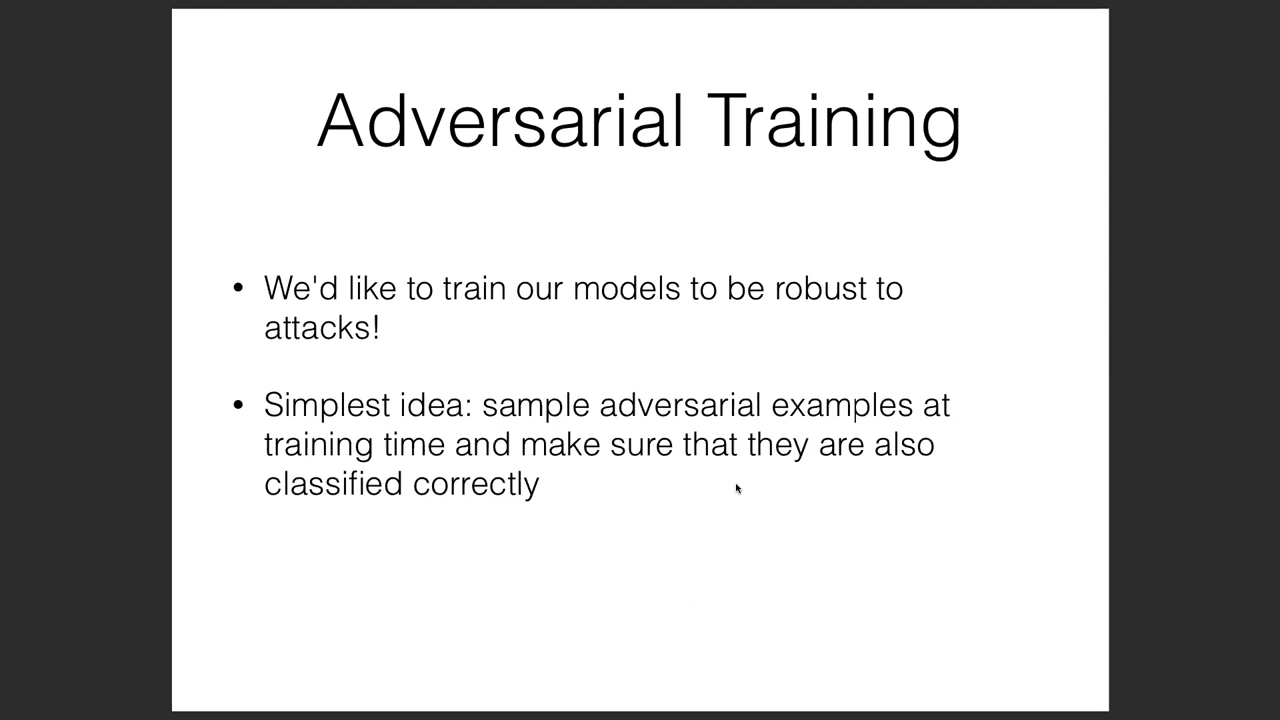 Adversarial Training
• We'd like to train our models to be robust to
attacks!
• Simplest idea: sample adversarial examples at
training time and make sure that they are also
classified correctly